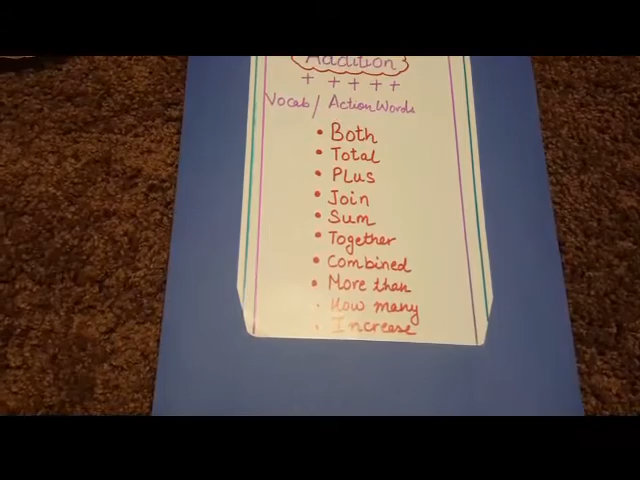 Addition
+ + + + +
Vocab/ Action Words
• Both
• Total
• Plus
• Join
• Sum
• Together
• Combined
• More than
• How many
• Increase